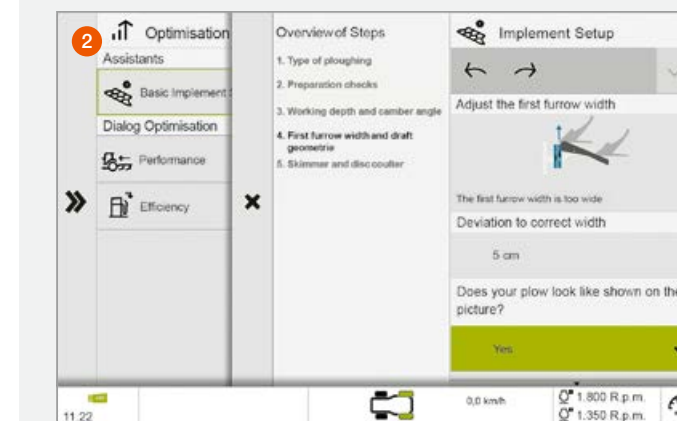 2
Optimisation
Assistants
Basic Implement
Dialog Optimisation
Performance
Efficiency
Overview of Steps
1. Type of ploughing
2. Preparation checks
3. Working depth and camber angle
4. First furrow width and draft
geometrie
5. Skimmer and disc coulter
Implement Setup
Adjust the first furrow width
The first furrow width is too wide
Deviation to correct width
5 cm
Does your plow look like shown on the
picture?
Yes
11.22
0,0 km/h
1.800 R.p.m.
1.350 R.p.m.